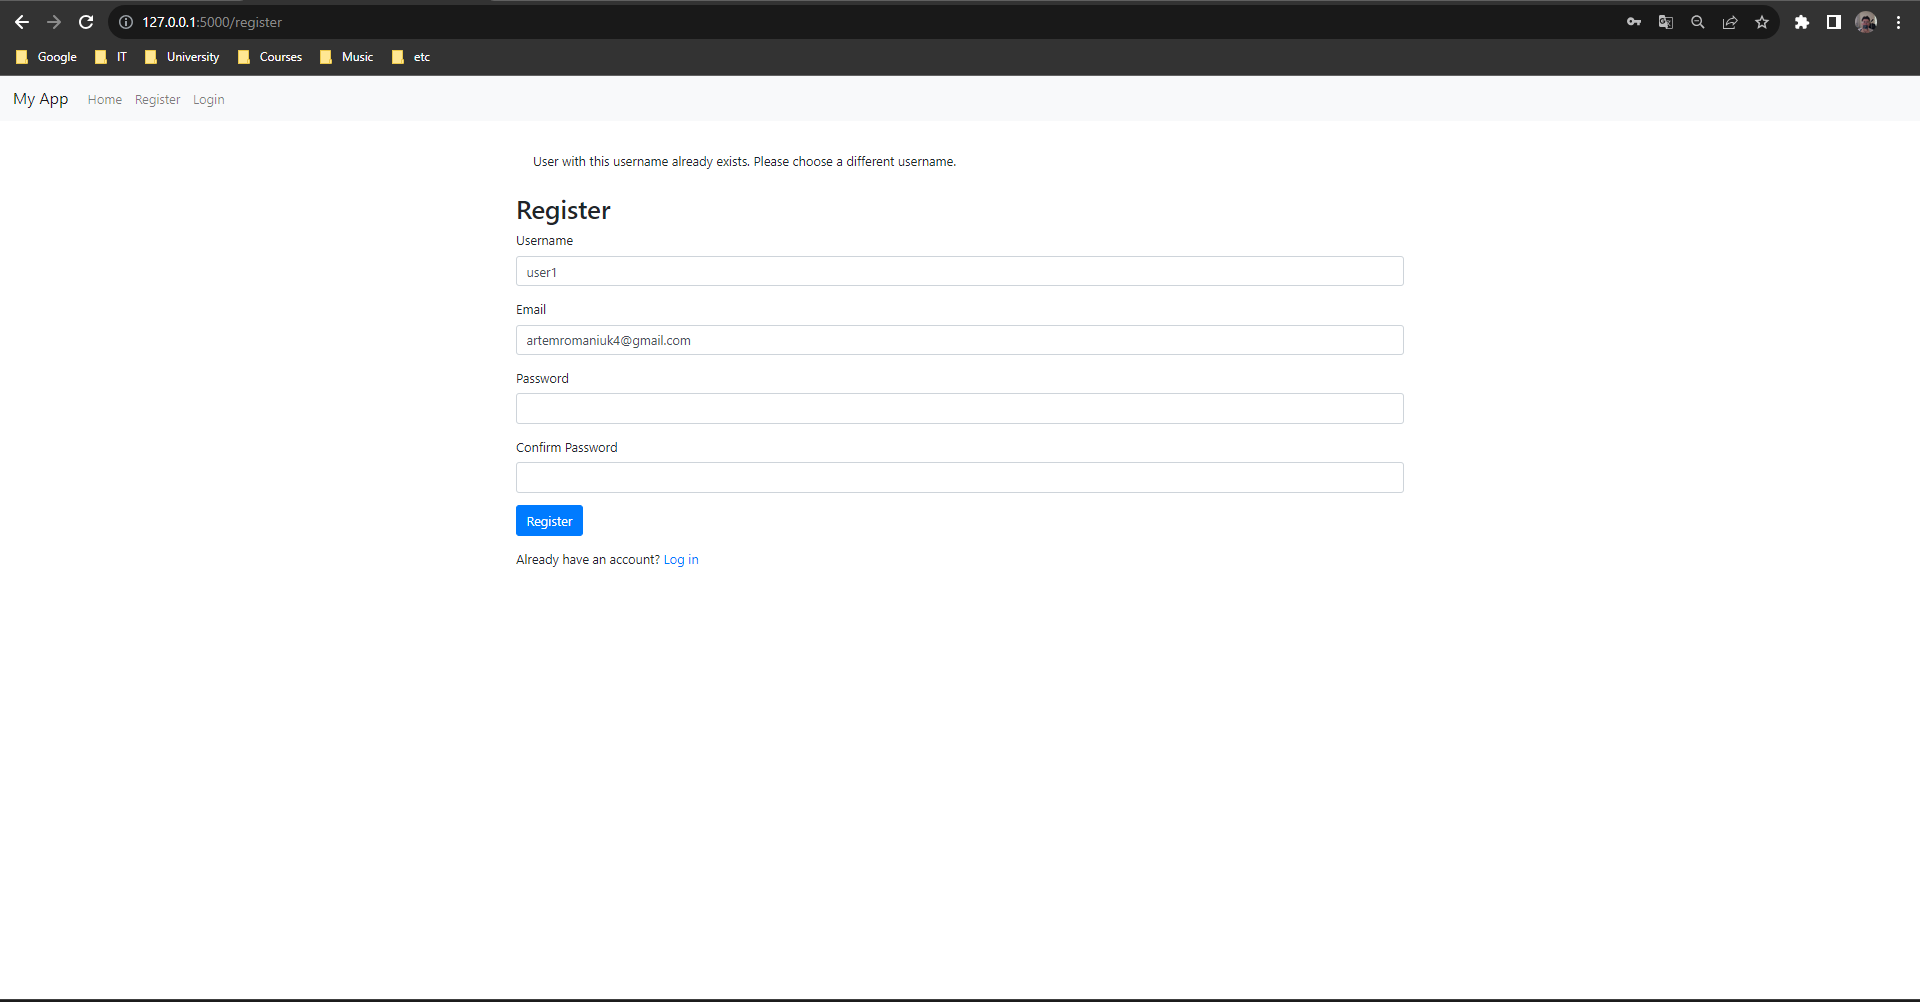 127.0.0.1:5000/register
Google IT University Courses Music etc
My App Home Register Login
User with this username already exists. Please choose a different username.
Register
Username
user1
Email
artemromaniuk4@gmail.com
Password
Confirm Password
Register
Already have an account? Log in